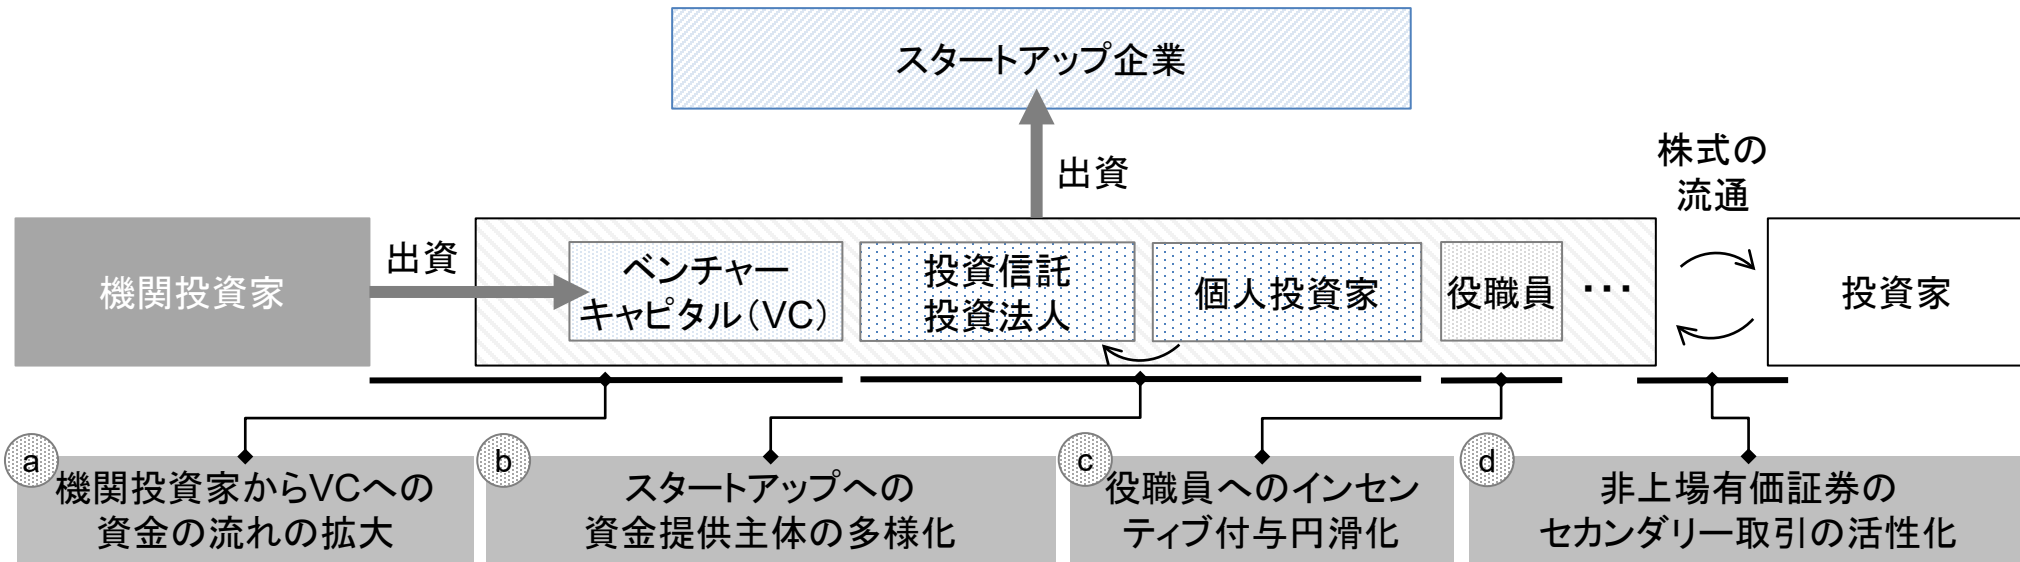 スタートアップ企業
出資
株式の
流通
機関投資家
出資
ベンチャー
キャピタル（VC）
投資信託
投資法人
個人投資家
役職員
･･･
投資家
a
機関投資家からVCへの
資金の流れの拡大
b
スタートアップへの
資金提供主体の多様化
c
役職員へのインセン
ティブ付与円滑化
d
非上場有価証券の
セカンダリー取引の活性化